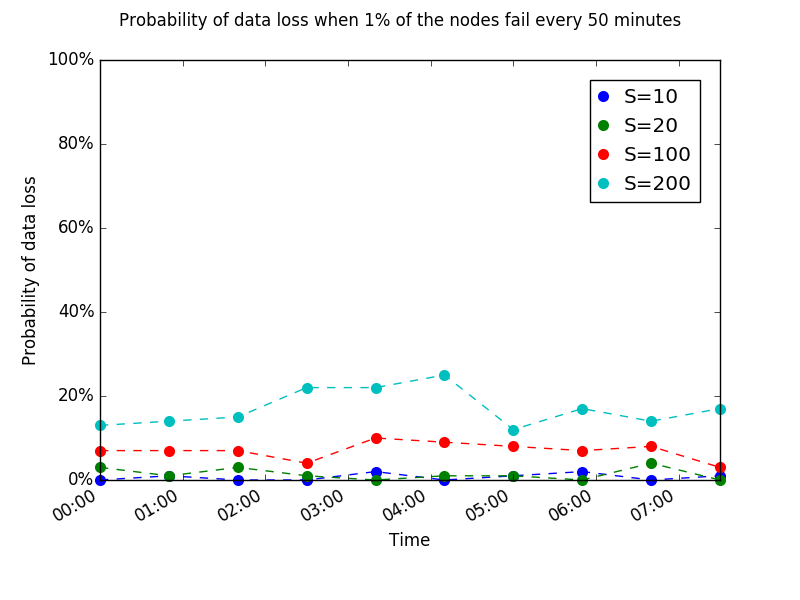 Probability of data loss when 1% of the nodes fail every 50 minutes
100%
80%
60%
40%
20%
0%
Probability of data loss
S=10
S=20
S=100
S=200
00:00
01:00
02:00
03:00
04:00
05:00
06:00
07:00
Time